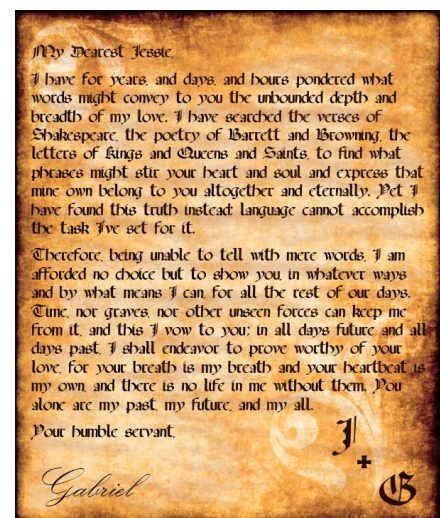 My Dearest Jessie,
I have for years, and days, and hours pondered what
words might convey to you the unbounded depth and
breadth of my love. I have searched the verses of
Shakespeare, the poetry of Barrett and Browning, the
letters of Kings and Queens and Saints, to find what
phrases might stir your heart and soul and express that
mine own belong to you altogether and eternally. Yet I
have found this truth instead: language cannot accomplish
the task I've set for it.
Therefore, being unable to tell with mere words, I am
afforded no choice but to show you, in whatever ways
and by what means I can, for all the rest of our days.
Time, nor graves, nor other unseen forces can keep me
from it, and this I vow to you: in all days future and all
days past, I shall endeavor to prove worthy of your
love, for your breath is my breath and your heartbeat is
my own, and there is no life in me without them. You
alone are my past, my future, and my all.
Your humble servant,
Gabriel
J
+
G